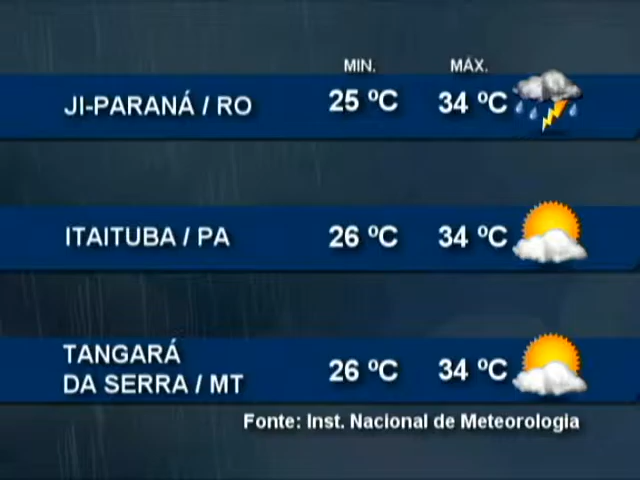 MIN. MÁX.
JI-PARANÁ / RO 25 ºC 34 ºC
ITAITUBA / PA 26 ºC 34 ºC
TANGARÁ
DA SERRA / MT 26 ºC 34 ºC
Fonte: Inst. Nacional de Meteorologia